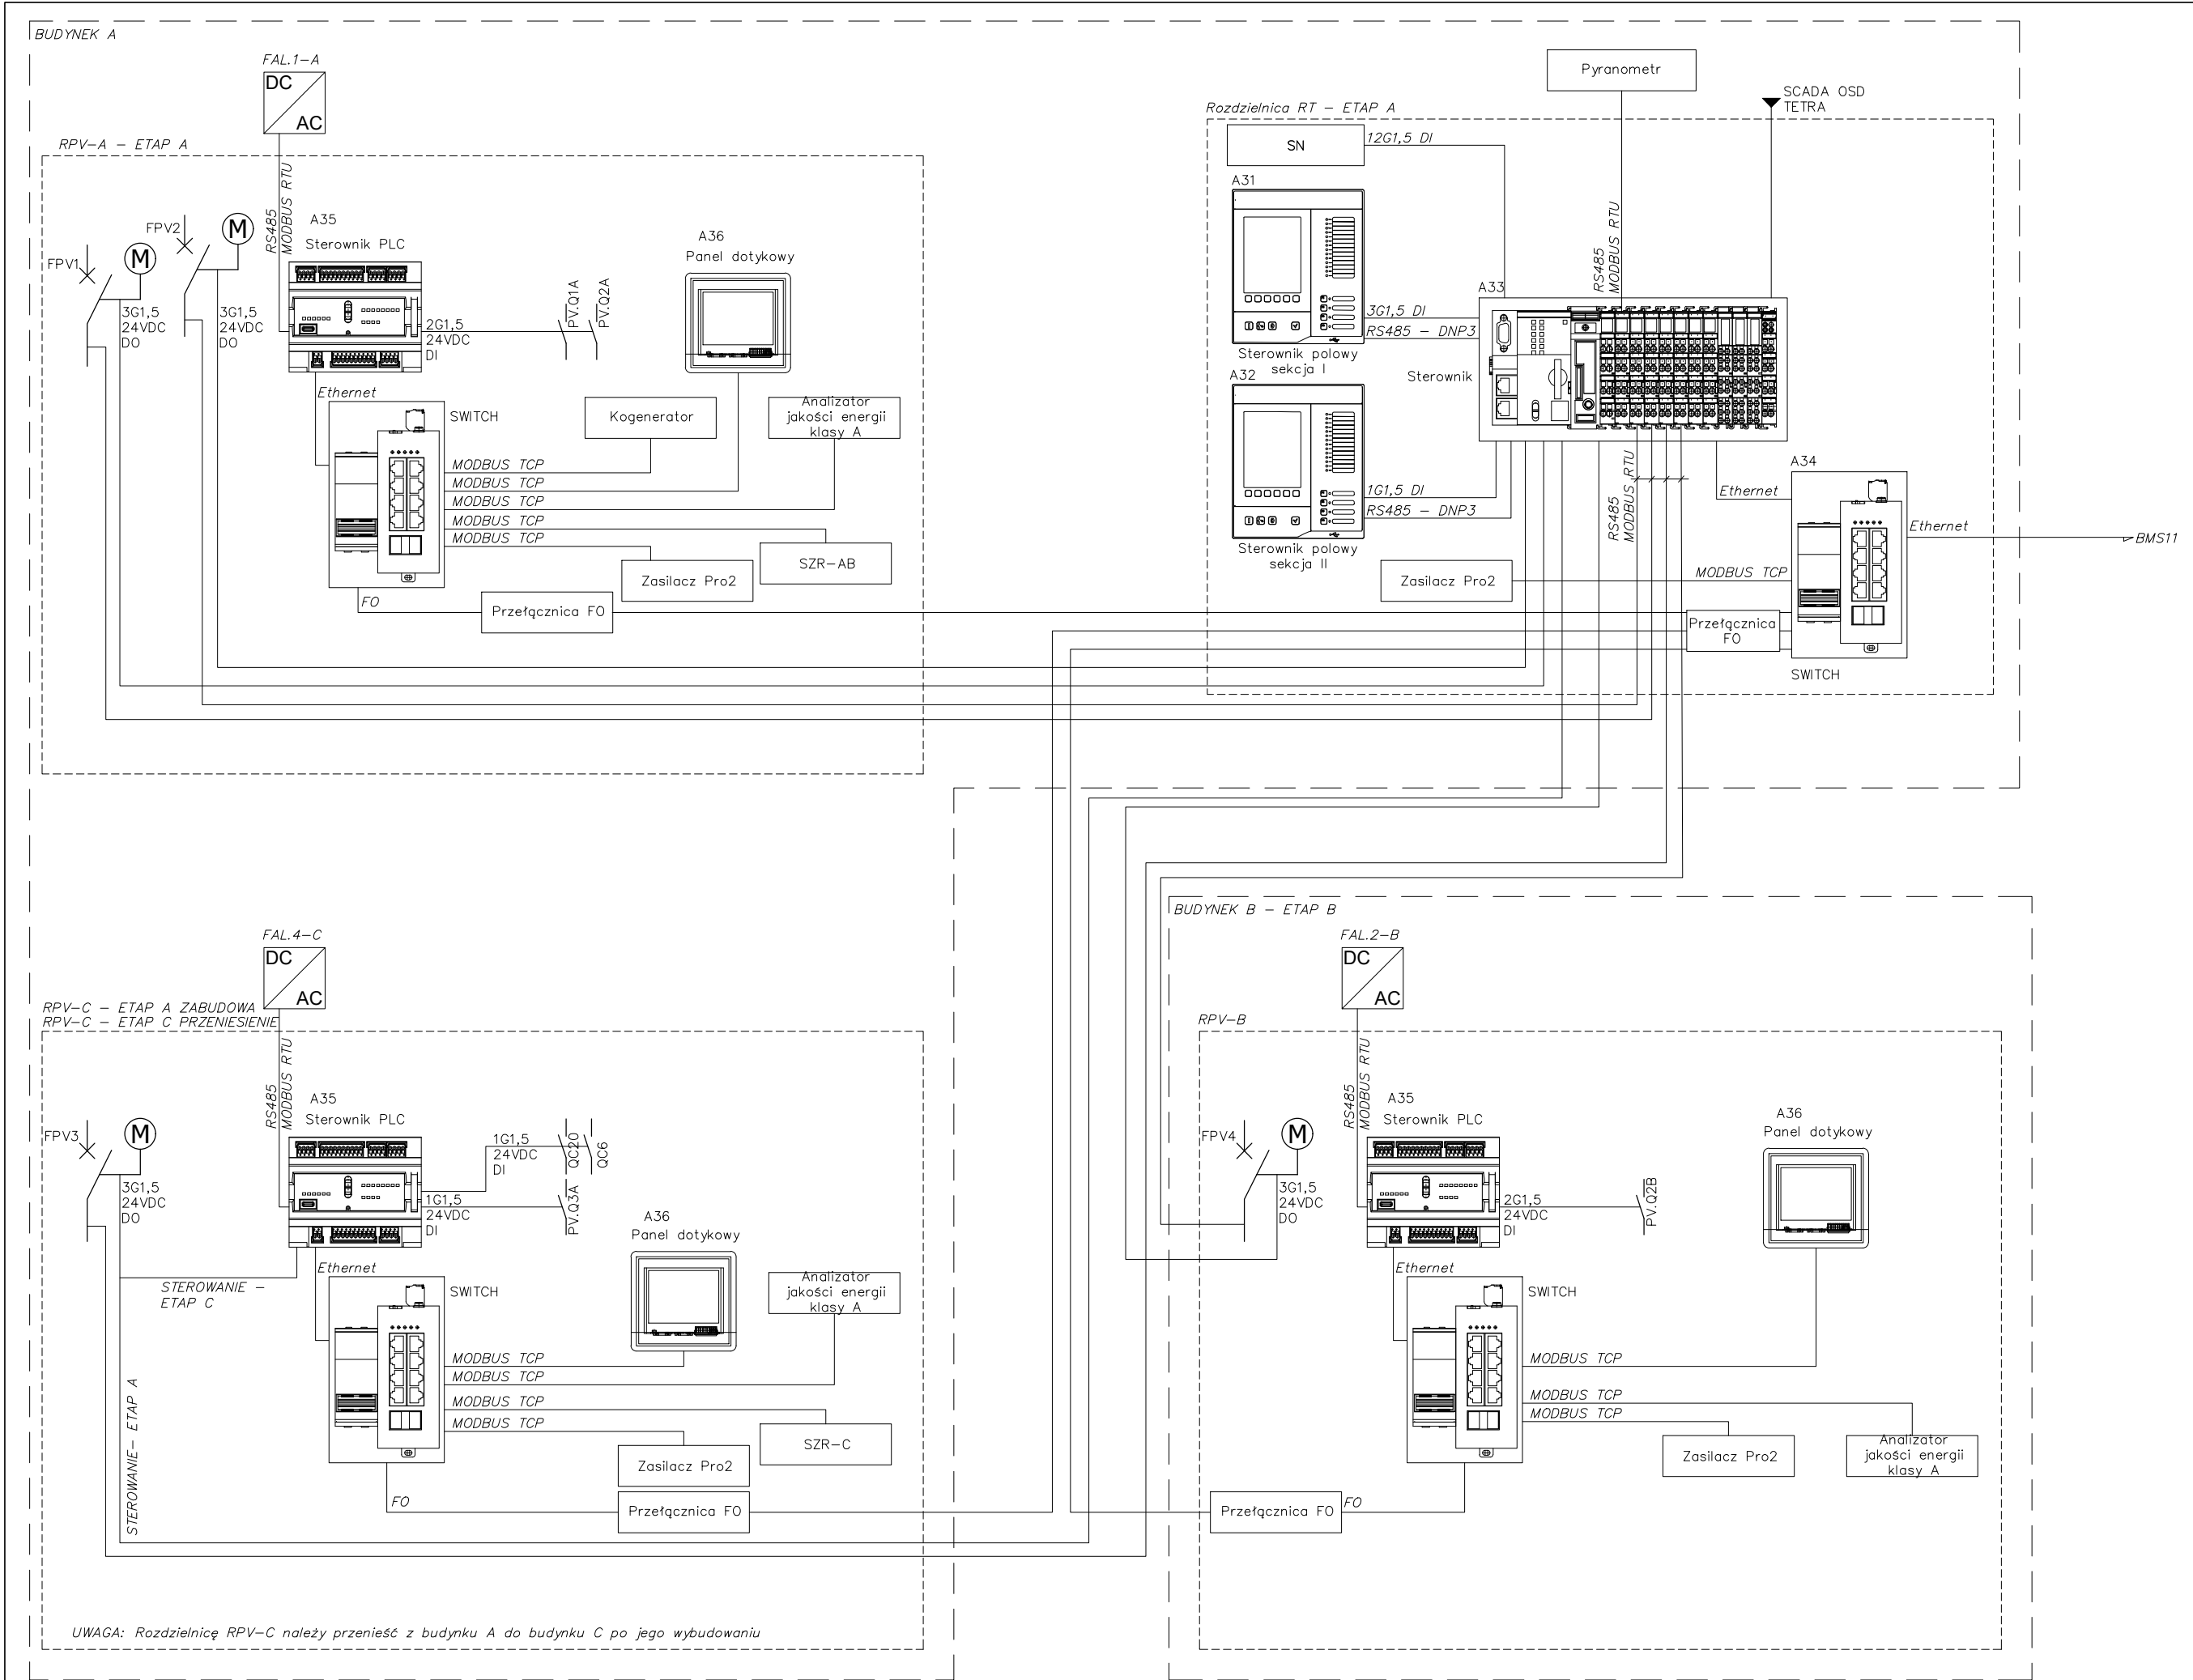 BUDYNEK A
FAL.1-A
DC
AC
RPV-A - ETAP A
RS485
MODBUS RTU
FPV1
M
3G1,5
24VDC
DO
FPV2
M
3G1,5
24VDC
DO
A35
Sterownik PLC
2G1,5
24VDC
DI
PV.Q1A
PV.Q2A
A36
Panel dotykowy
Ethernet
SWITCH
Kogenerator
Analizator
jakości energii
klasy A
MODBUS TCP
MODBUS TCP
MODBUS TCP
MODBUS TCP
MODBUS TCP
SZR-AB
Zasilacz Pro2
FO
Przełącznica FO
Pyranometr
SCADA OSD
TETRA
Rozdzielnica RT - ETAP A
SN
12G1,5 DI
A31
3G1,5 DI
RS485 - DNP3
Sterownik polowy
sekcja I
A32
1G1,5 DI
RS485 - DNP3
Sterownik polowy
sekcja II
RS485
MODBUS RTU
A33
Sterownik
RS485
MODBUS RTU
Ethernet
A34
Ethernet
BMS11
Zasilacz Pro2
MODBUS TCP
Przełącznica
FO
SWITCH
FAL.4-C
DC
AC
RPV-C - ETAP A ZABUDOWA
RPV-C - ETAP C PRZENIESIENIE
RS485
MODBUS RTU
FPV3
M
3G1,5
24VDC
DO
A35
Sterownik PLC
1G1,5
24VDC
DI
QC20
QC6
1G1,5
24VDC
DI
PV.Q3A
A36
Panel dotykowy
STEROWANIE -
ETAP C
STEROWANIE- ETAP A
Ethernet
SWITCH
Analizator
jakości energii
klasy A
MODBUS TCP
MODBUS TCP
MODBUS TCP
MODBUS TCP
SZR-C
Zasilacz Pro2
FO
Przełącznica FO
UWAGA: Rozdzielnicę RPV-C należy przenieść z budynku A do budynku C po jego wybudowaniu
BUDYNEK B - ETAP B
FAL.2-B
DC
AC
RPV-B
RS485
MODBUS RTU
FPV4
M
3G1,5
24VDC
DO
A35
Sterownik PLC
2G1,5
24VDC
DI
PV.Q2B
A36
Panel dotykowy
Ethernet
SWITCH
MODBUS TCP
MODBUS TCP
MODBUS TCP
Zasilacz Pro2
Analizator
jakości energii
klasy A
Przełącznica FO
FO